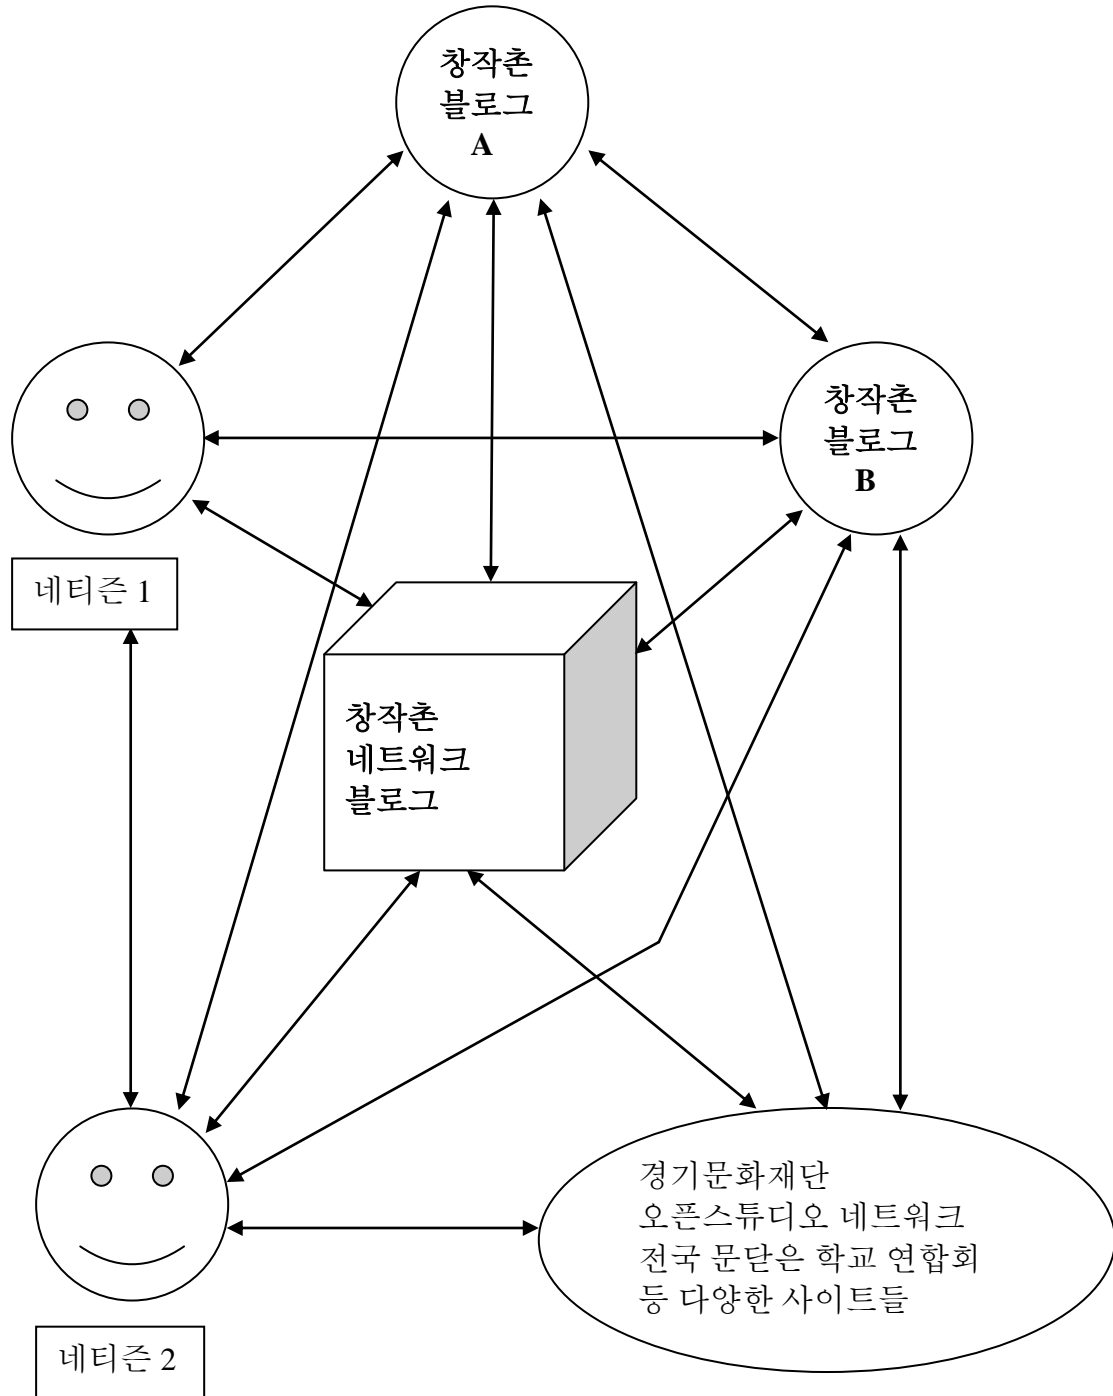 창작촌
블로그
A
창작촌
블로그
B
네티즌 1
창작촌
네트워크
블로그
경기문화재단
오픈스튜디오 네트워크
전국 문닫은 학교 연합회
등 다양한 사이트들
네티즌 2